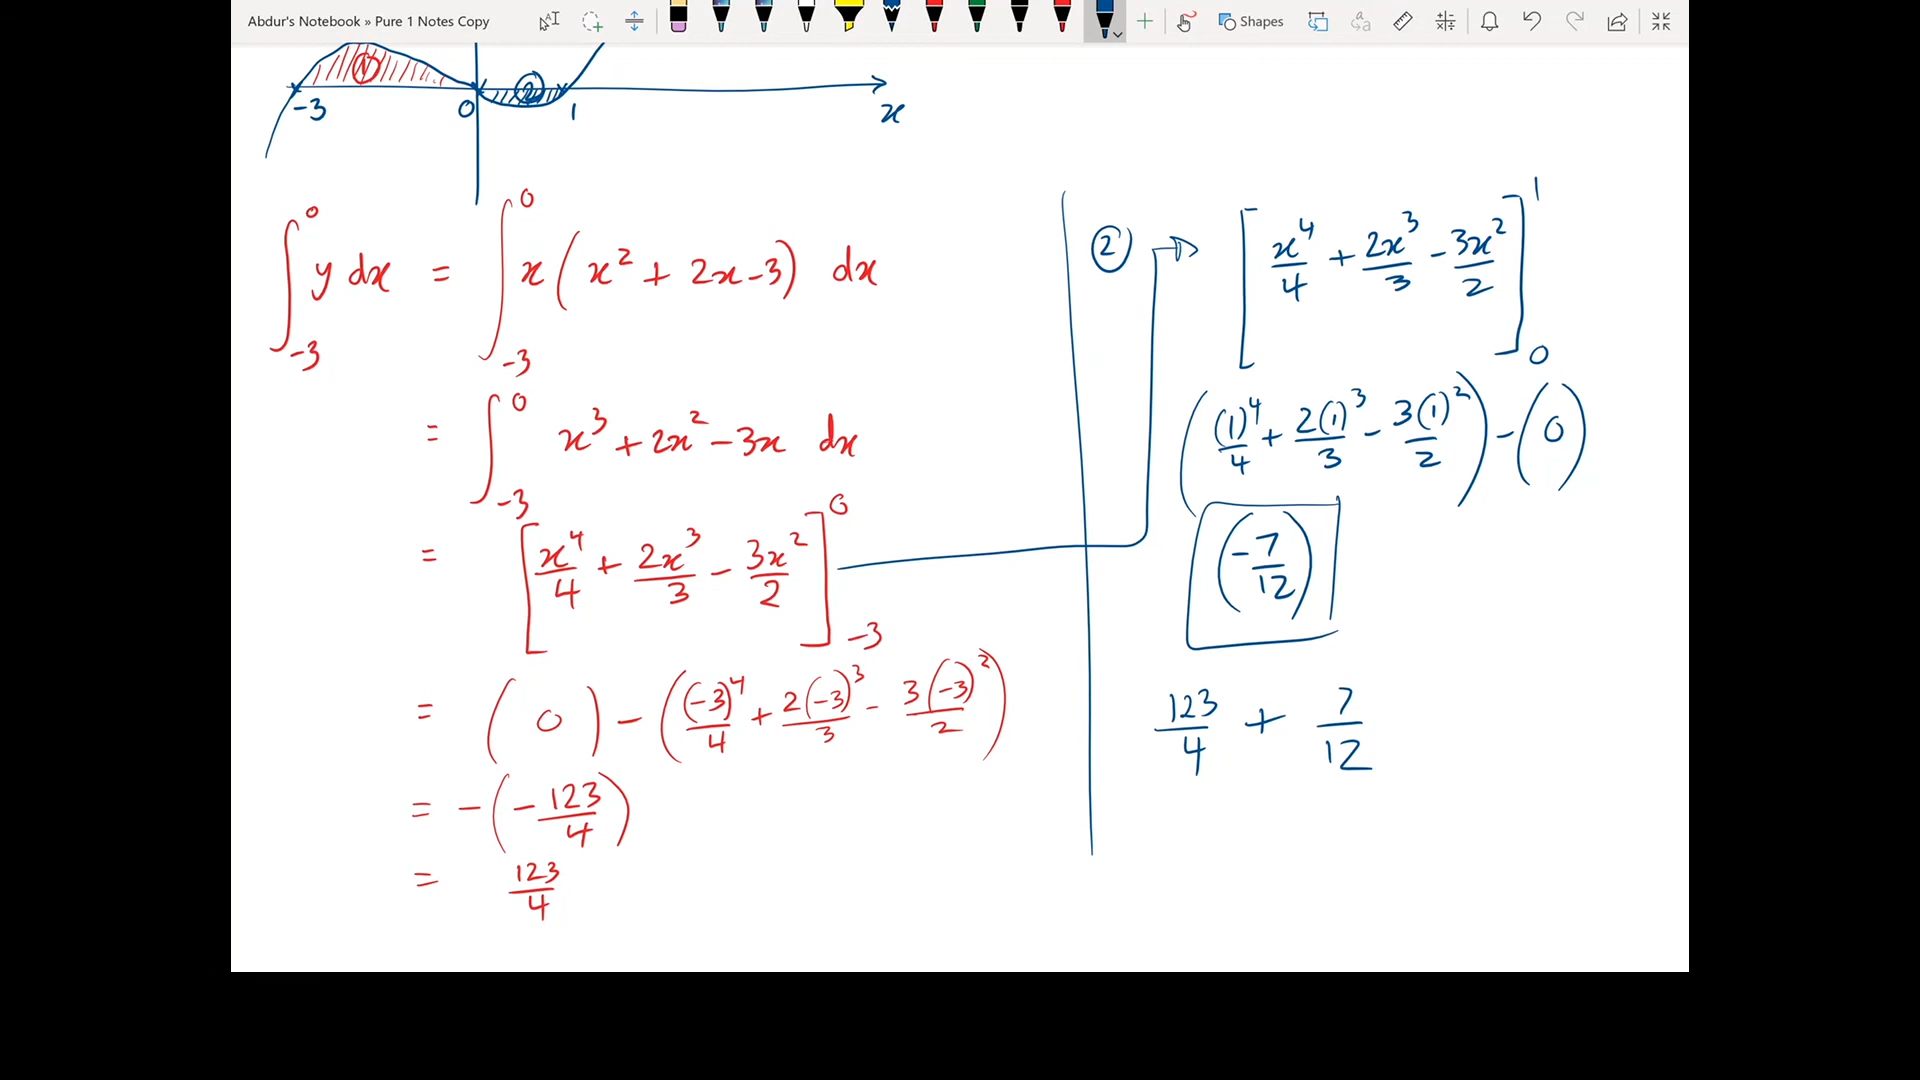 Abdur's Notebook » Pure 1 Notes Copy
Shapes
1 2
-3 0 1 x
∫_{-3}^{0} y dx = ∫_{-3}^{0} x(x² + 2x - 3) dx
= ∫_{-3}^{0} x³ + 2x² - 3x dx
= [x⁴/4 + 2x³/3 - 3x²/2]_{-3}^{0}
= (0) - ((-3)⁴/4 + 2(-3)³/3 - 3(-3)²/2)
= -(-123/4)
= 123/4
② → [x⁴/4 + 2x³/3 - 3x²/2]_{0}^{1}
((1)⁴/4 + 2(1)³/3 - 3(1)²/2) - (0)
(-7/12)
123/4 + 7/12